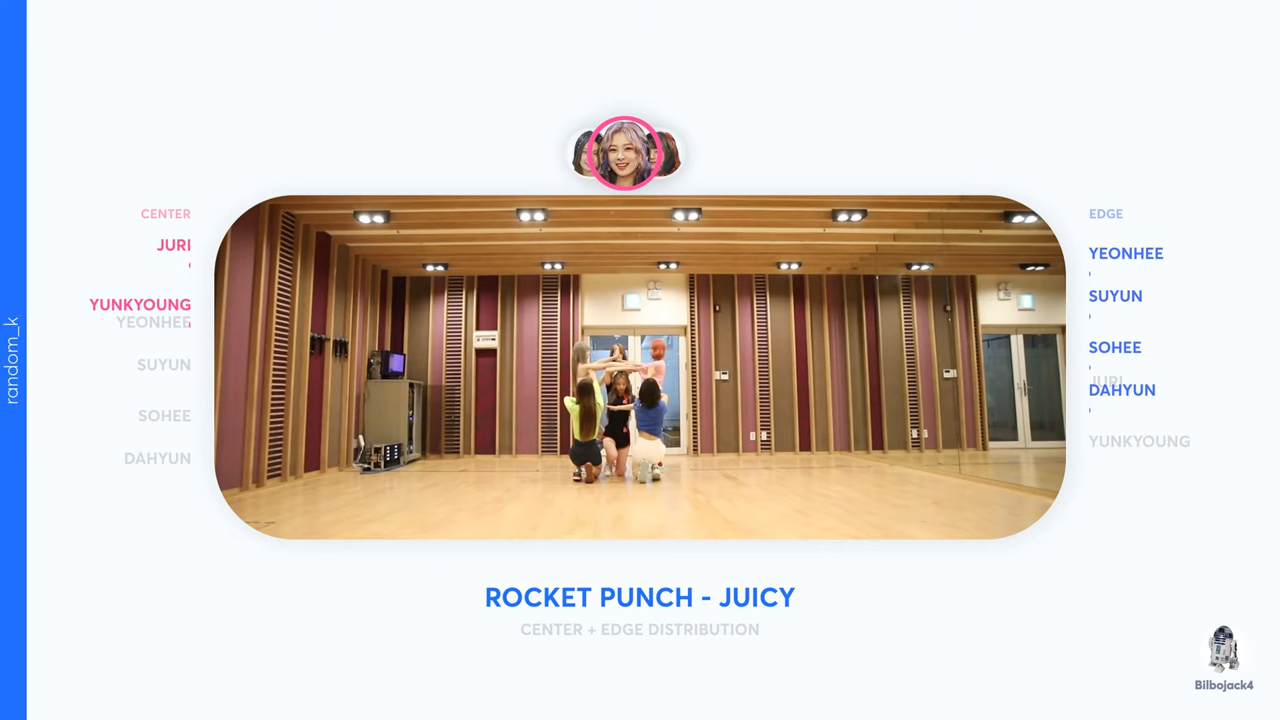 random_k
CENTER
JURI
YUNKYOUNG
YEONHEE
SUYUN
SOHEE
DAHYUN
EDGE
YEONHEE
SUYUN
SOHEE
JURI
DAHYUN
YUNKYOUNG
ROCKET PUNCH - JUICY
CENTER + EDGE DISTRIBUTION
Bilbojack4